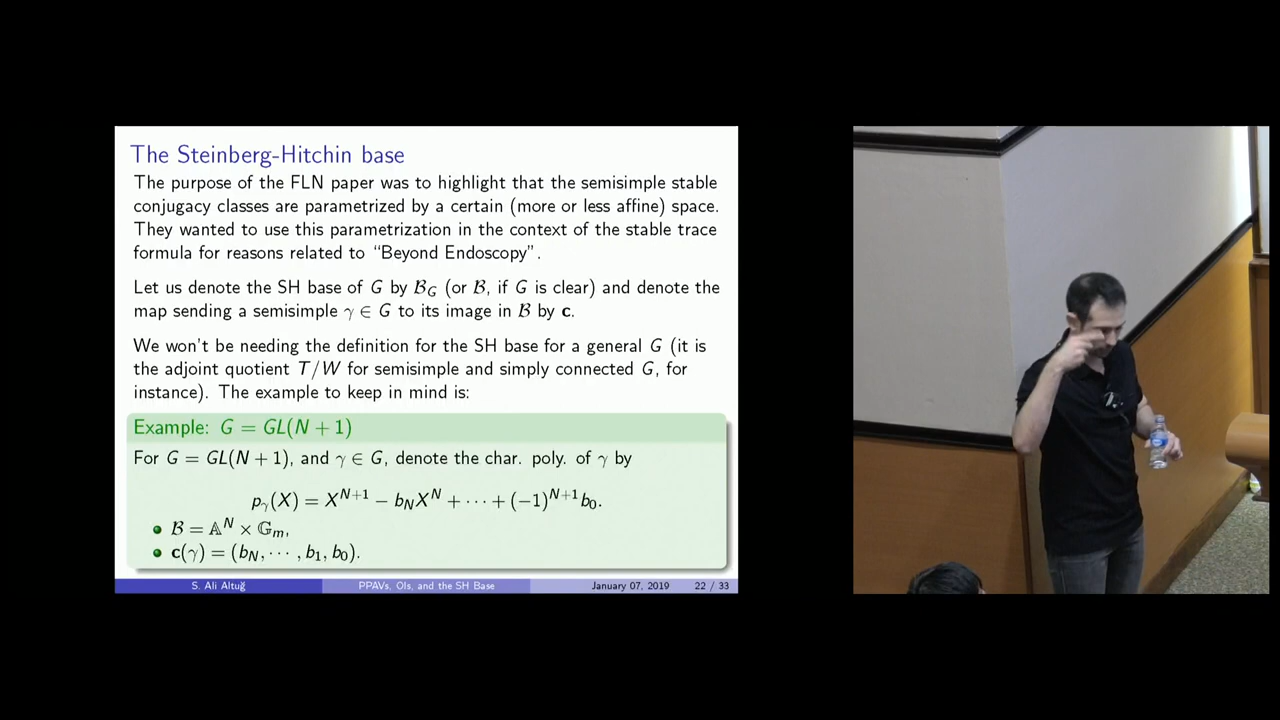 The Steinberg-Hitchin base
The purpose of the FLN paper was to highlight that the semisimple stable
conjugacy classes are parametrized by a certain (more or less affine) space.
They wanted to use this parametrization in the context of the stable trace
formula for reasons related to “Beyond Endoscopy”.
Let us denote the SH base of G by 𝓑_G (or 𝓑, if G is clear) and denote the
map sending a semisimple γ ∈ G to its image in 𝓑 by c.
We won't be needing the definition for the SH base for a general G (it is
the adjoint quotient T/W for semisimple and simply connected G, for
instance). The example to keep in mind is:
Example: G = GL(N + 1)
For G = GL(N + 1), and γ ∈ G, denote the char. poly. of γ by
p_γ(X) = X^{N+1} − b_N X^N + ··· + (−1)^{N+1} b_0.
• 𝓑 = 𝔸^N × 𝔾_m,
• c(γ) = (b_N, ··· , b_1, b_0).
S. Ali Altuğ PPAVs, OIs, and the SH Base January 07, 2019 22 / 33